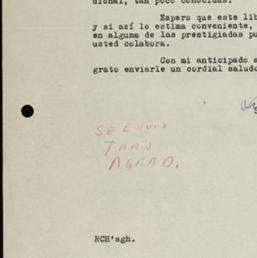 cional, tan poco conocidas.
Espero que este lib
y si así lo estima conveniente,
en alguna de las prestigiadas pu
usted colabora.
Con mi anticipado a
grato enviarle un cordial saludo
SE ENVIO
TARJ
AGRAD.
RCH'agh.